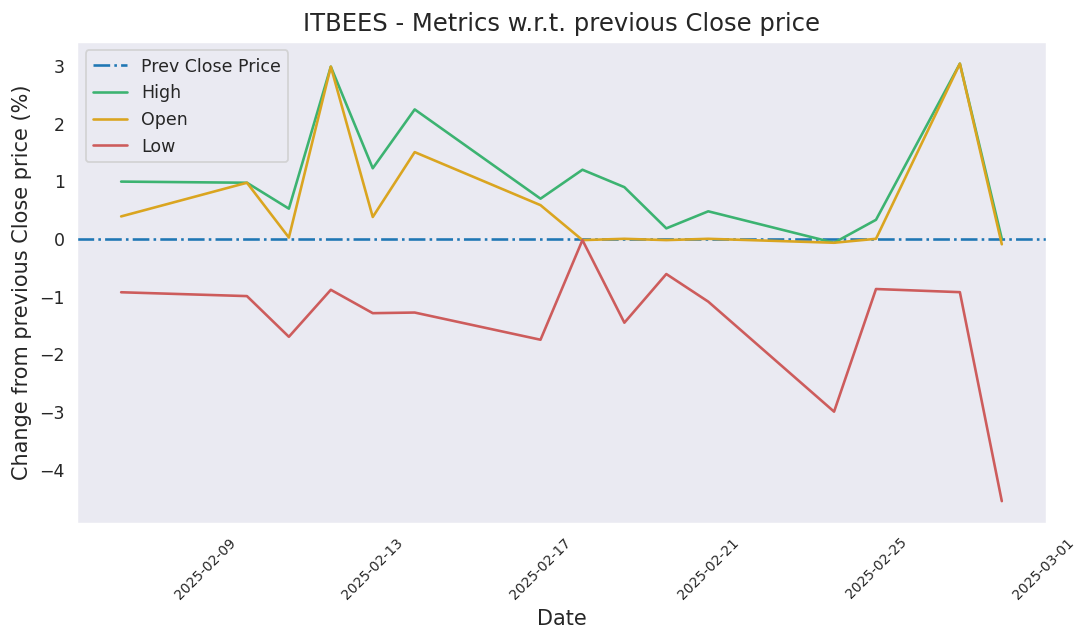 ITBEES - Metrics w.r.t. previous Close price
Prev Close Price
High
Open
Low
Change from previous Close price (%)
3
2
1
0
−1
−2
−3
−4
2025-02-09
2025-02-13
2025-02-17
2025-02-21
2025-02-25
2025-03-01
Date